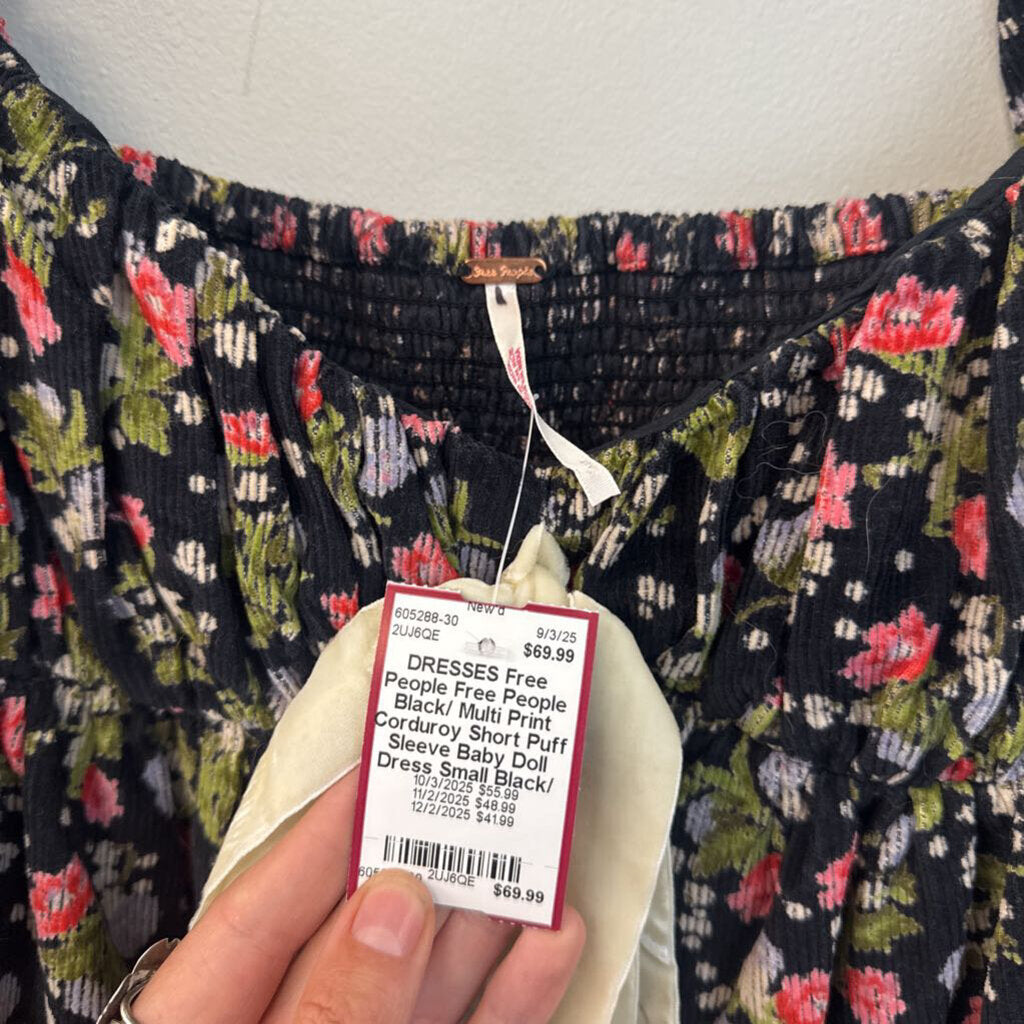 Free People
New'd
605288-30
9/3/25
2UJ6QE
$69.99
DRESSES Free
People Free People
Black/ Multi Print
Corduroy Short Puff
Sleeve Baby Doll
Dress Small Black/
10/3/2025 $55.99
11/2/2025 $48.99
12/2/2025 $41.99
2UJ6QE
$69.99